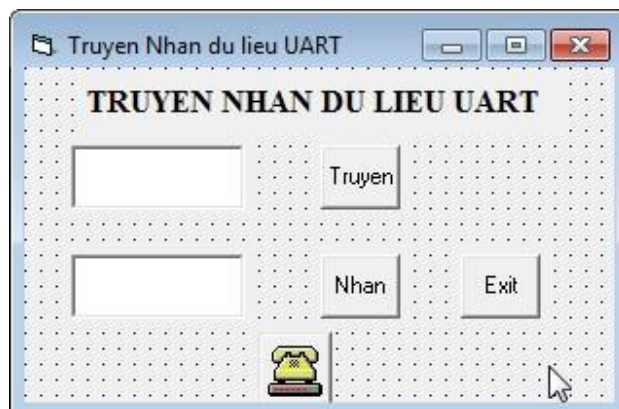 Truyen Nhan du lieu UART
TRUYEN NHAN DU LIEU UART
Truyen
Nhan
Exit